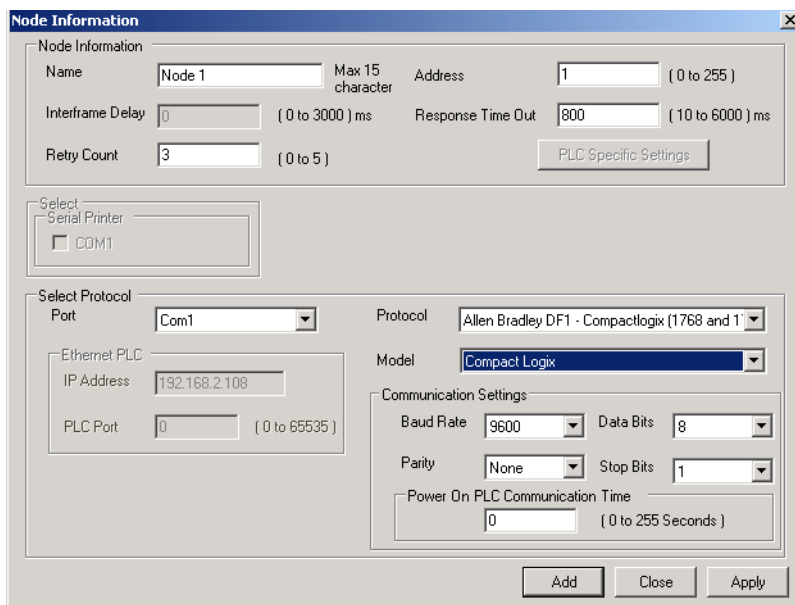 Node Information
Node Information
Name Node 1 Max 15 character Address 1 ( 0 to 255 )
Interframe Delay 0 ( 0 to 3000 ) ms Response Time Out 800 ( 10 to 6000 ) ms
Retry Count 3 ( 0 to 5 ) PLC Specific Settings
Select
Serial Printer
COM1
Select Protocol
Port Com1 Protocol Allen Bradley DF1 - Compactlogix (1768 and
Ethernet PLC
IP Address 192.168.2.108
PLC Port 0 ( 0 to 65535 )
Model Compact Logix
Communication Settings
Baud Rate 9600 Data Bits 8
Parity None Stop Bits 1
Power On PLC Communication Time
0 ( 0 to 255 Seconds )
Add Close Apply